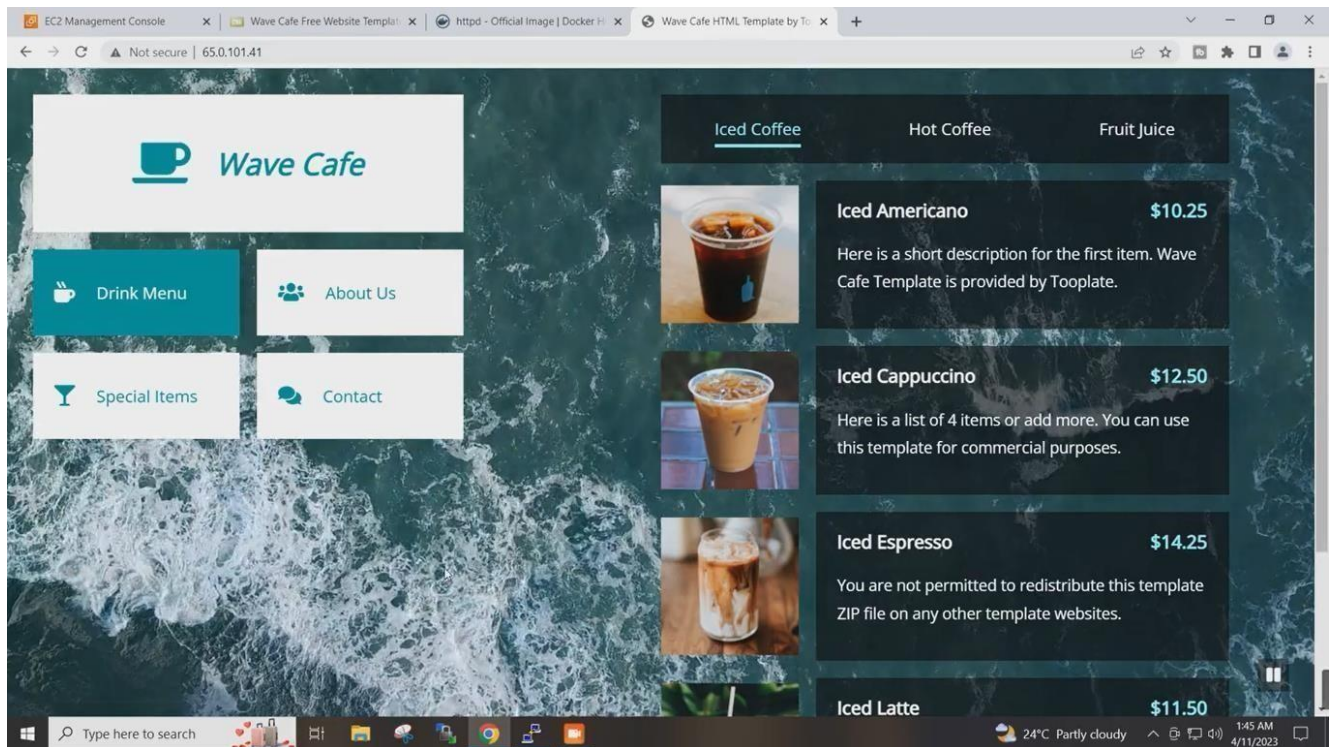 EC2 Management Console
Wave Cafe Free Website Templat
httpd - Official Image | Docker H
Wave Cafe HTML Template by To
Not secure | 65.0.101.41
Wave Cafe
Drink Menu
About Us
Special Items
Contact
Iced Coffee
Hot Coffee
Fruit Juice
Iced Americano
$10.25
Here is a short description for the first item. Wave
Cafe Template is provided by Tooplate.
Iced Cappuccino
$12.50
Here is a list of 4 items or add more. You can use
this template for commercial purposes.
Iced Espresso
$14.25
You are not permitted to redistribute this template
ZIP file on any other template websites.
Iced Latte
$11.50
Type here to search
24°C Partly cloudy
1:45 AM
4/11/2023